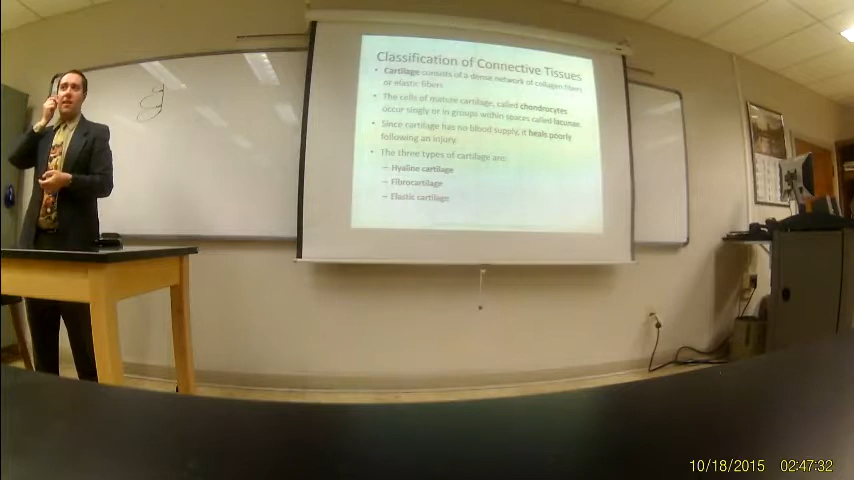 Classification of Connective Tissues
• Cartilage consists of a dense network of collagen fibers
or elastic fibers
• The cells of mature cartilage, called chondrocytes
occur singly or in groups within spaces called lacunae.
• Since cartilage has no blood supply, it heals poorly
following an injury.
• The three types of cartilage are:
– Hyaline cartilage
– Fibrocartilage
– Elastic cartilage
10/18/2015 02:47:32